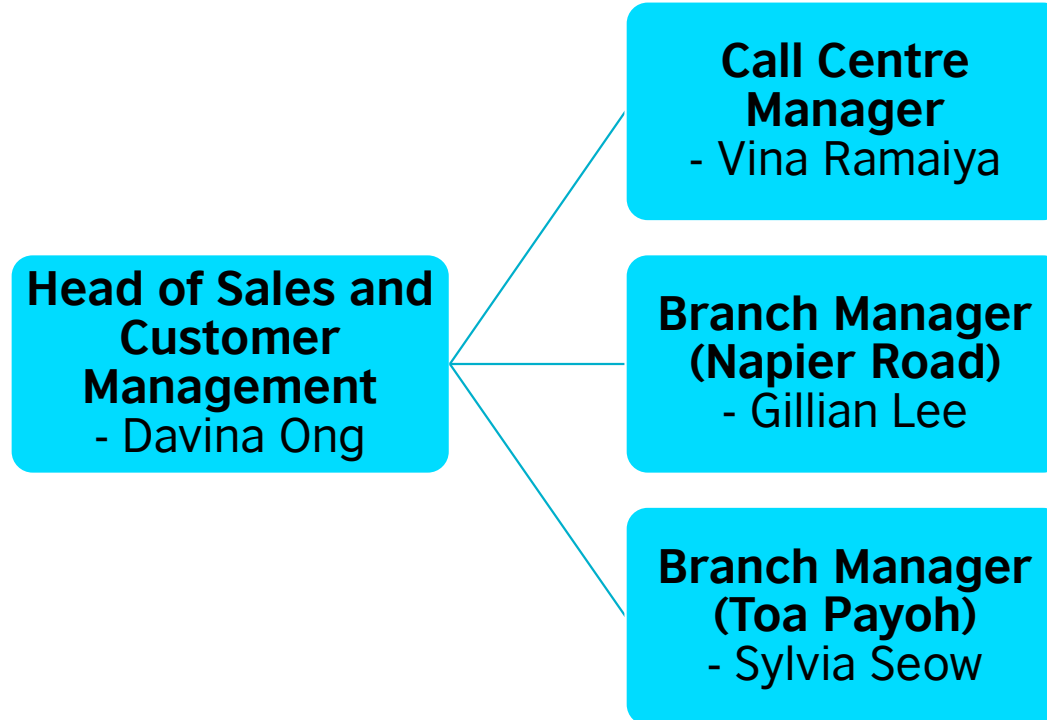 Head of Sales and
Customer
Management
- Davina Ong
Call Centre
Manager
- Vina Ramaiya
Branch Manager
(Napier Road)
- Gillian Lee
Branch Manager
(Toa Payoh)
- Sylvia Seow